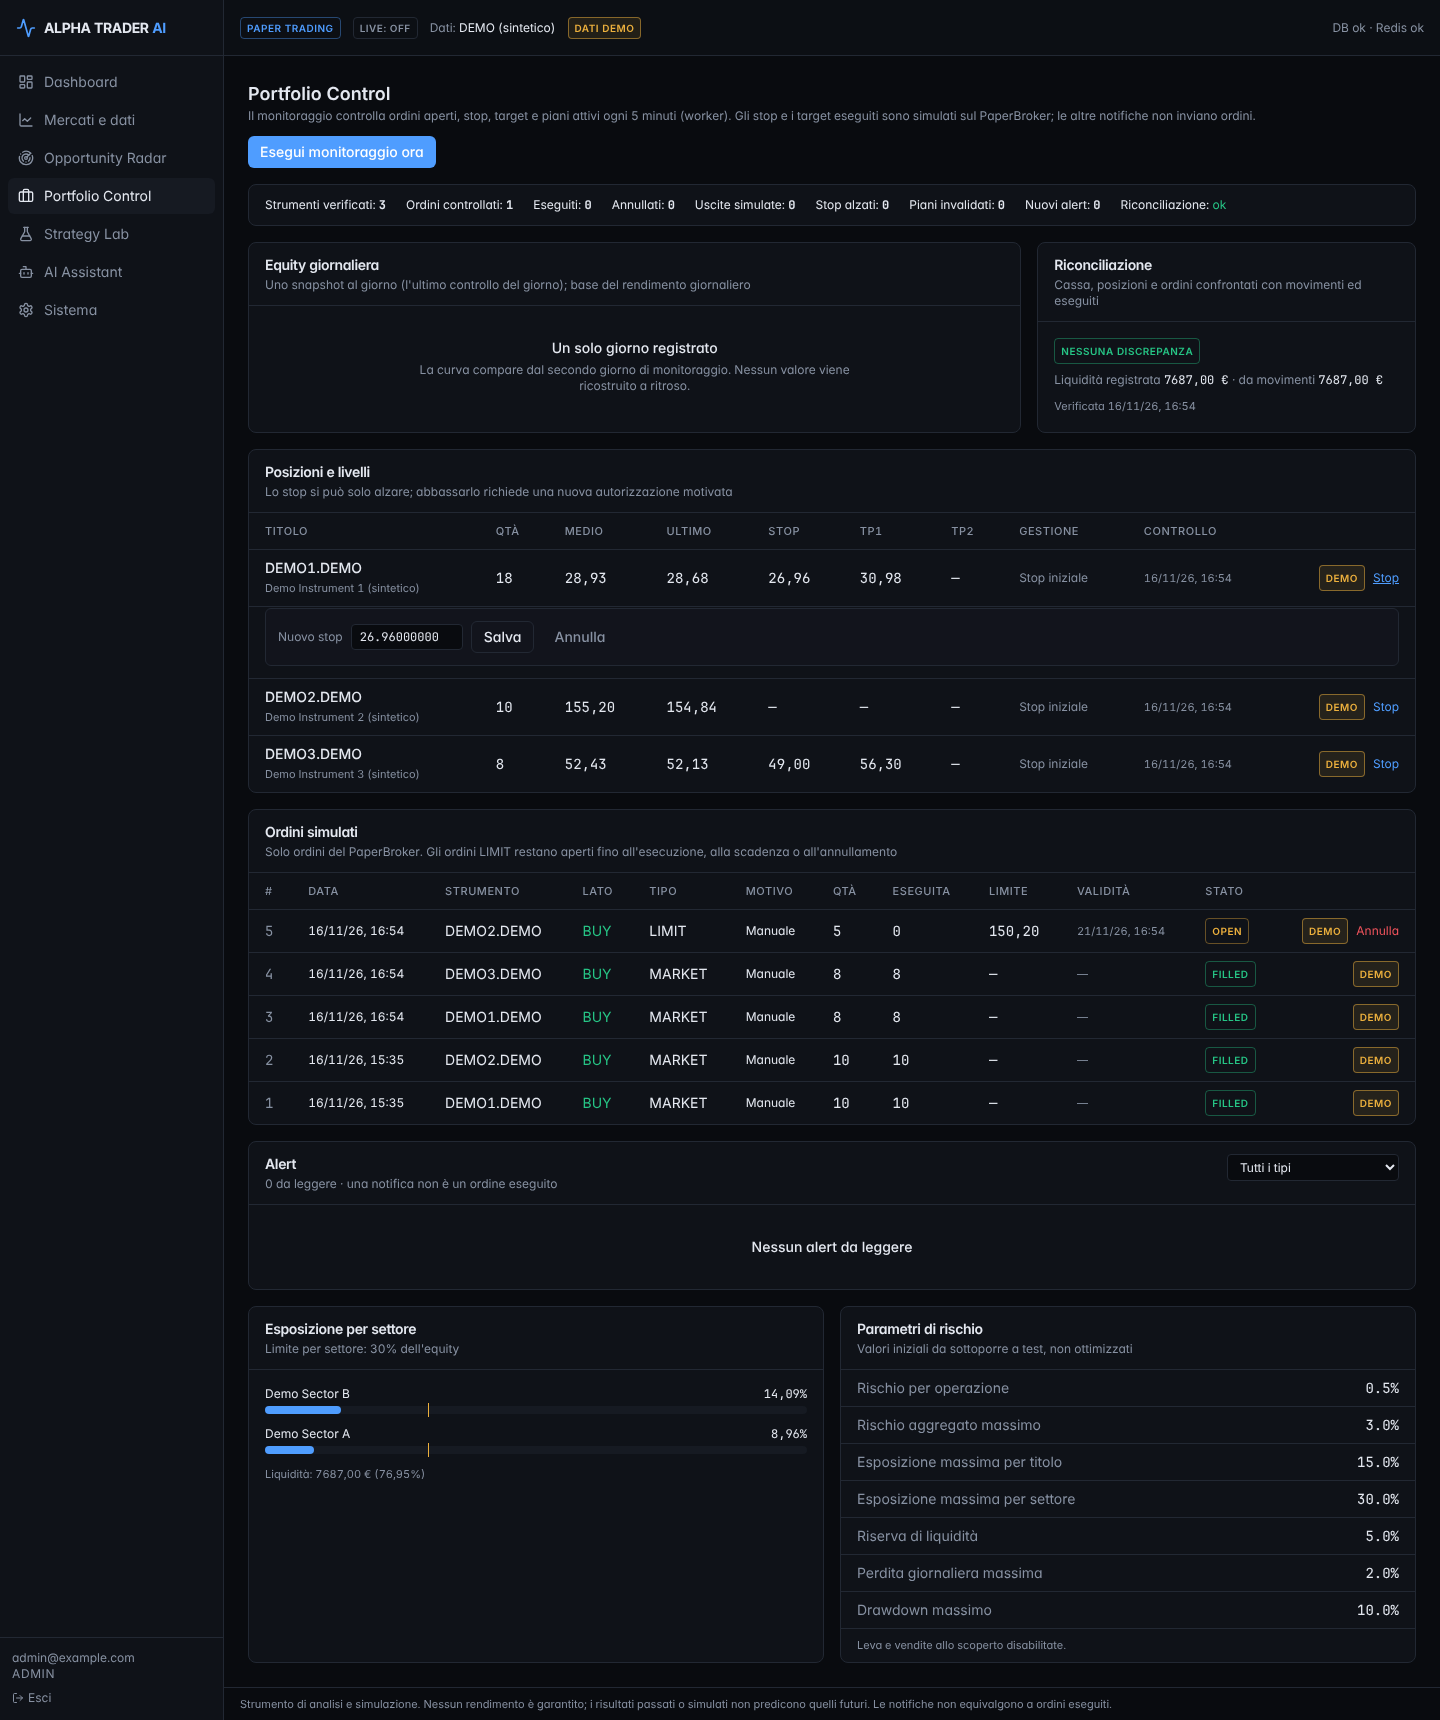 ALPHA TRADER AI
PAPER TRADING LIVE: OFF Dati: DEMO (sintetico) DATI DEMO DB ok · Redis ok
Dashboard
Mercati e dati
Opportunity Radar
Portfolio Control
Strategy Lab
AI Assistant
Sistema
Portfolio Control
Il monitoraggio controlla ordini aperti, stop, target e piani attivi ogni 5 minuti (worker). Gli stop e i target eseguiti sono simulati sul PaperBroker; le altre notifiche non inviano ordini.
Esegui monitoraggio ora
Strumenti verificati: 3 Ordini controllati: 1 Eseguiti: 0 Annullati: 0 Uscite simulate: 0 Stop alzati: 0 Piani invalidati: 0 Nuovi alert: 0 Riconciliazione: ok
Equity giornaliera
Uno snapshot al giorno (l'ultimo controllo del giorno); base del rendimento giornaliero
Un solo giorno registrato
La curva compare dal secondo giorno di monitoraggio. Nessun valore viene
ricostruito a ritroso.
Riconciliazione
Cassa, posizioni e ordini confrontati con movimenti ed
eseguiti
NESSUNA DISCREPANZA
Liquidità registrata 7687,00 € · da movimenti 7687,00 €
Verificata 16/11/26, 16:54
Posizioni e livelli
Lo stop si può solo alzare; abbassarlo richiede una nuova autorizzazione motivata
TITOLO QTÀ MEDIO ULTIMO STOP TP1 TP2 GESTIONE CONTROLLO
DEMO1.DEMO 18 28,93 28,68 26,96 30,98 — Stop iniziale 16/11/26, 16:54 DEMO Stop
Demo Instrument 1 (sintetico)
Nuovo stop 26.96000000 Salva Annulla
DEMO2.DEMO 10 155,20 154,84 — — — Stop iniziale 16/11/26, 16:54 DEMO Stop
Demo Instrument 2 (sintetico)
DEMO3.DEMO 8 52,43 52,13 49,00 56,30 — Stop iniziale 16/11/26, 16:54 DEMO Stop
Demo Instrument 3 (sintetico)
Ordini simulati
Solo ordini del PaperBroker. Gli ordini LIMIT restano aperti fino all'esecuzione, alla scadenza o all'annullamento
# DATA STRUMENTO LATO TIPO MOTIVO QTÀ ESEGUITA LIMITE VALIDITÀ STATO
5 16/11/26, 16:54 DEMO2.DEMO BUY LIMIT Manuale 5 0 150,20 21/11/26, 16:54 OPEN DEMO Annulla
4 16/11/26, 16:54 DEMO3.DEMO BUY MARKET Manuale 8 8 — — FILLED DEMO
3 16/11/26, 16:54 DEMO1.DEMO BUY MARKET Manuale 8 8 — — FILLED DEMO
2 16/11/26, 15:35 DEMO2.DEMO BUY MARKET Manuale 10 10 — — FILLED DEMO
1 16/11/26, 15:35 DEMO1.DEMO BUY MARKET Manuale 10 10 — — FILLED DEMO
Alert
0 da leggere · una notifica non è un ordine eseguito
Tutti i tipi
Nessun alert da leggere
Esposizione per settore
Limite per settore: 30% dell'equity
Demo Sector B 14,09%
Demo Sector A 8,96%
Liquidità: 7687,00 € (76,95%)
Parametri di rischio
Valori iniziali da sottoporre a test, non ottimizzati
Rischio per operazione 0.5%
Rischio aggregato massimo 3.0%
Esposizione massima per titolo 15.0%
Esposizione massima per settore 30.0%
Riserva di liquidità 5.0%
Perdita giornaliera massima 2.0%
Drawdown massimo 10.0%
Leva e vendite allo scoperto disabilitate.
admin@example.com
ADMIN
Esci
Strumento di analisi e simulazione. Nessun rendimento è garantito; i risultati passati o simulati non predicono quelli futuri. Le notifiche non equivalgono a ordini eseguiti.